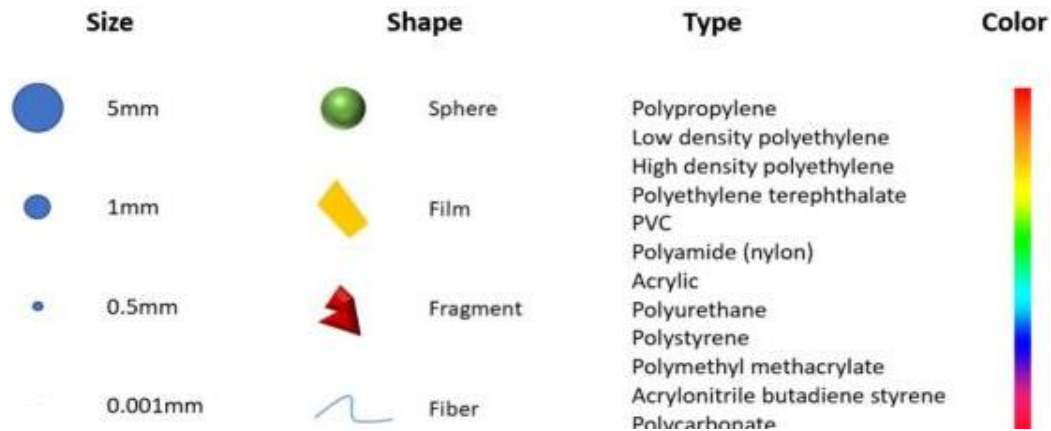 Size Shape Type Color
5mm Sphere Polypropylene
Low density polyethylene
High density polyethylene
1mm Film Polyethylene terephthalate
PVC
Polyamide (nylon)
Acrylic
0.5mm Fragment Polyurethane
Polystyrene
Polymethyl methacrylate
0.001mm Fiber Acrylonitrile butadiene styrene
Polycarbonate